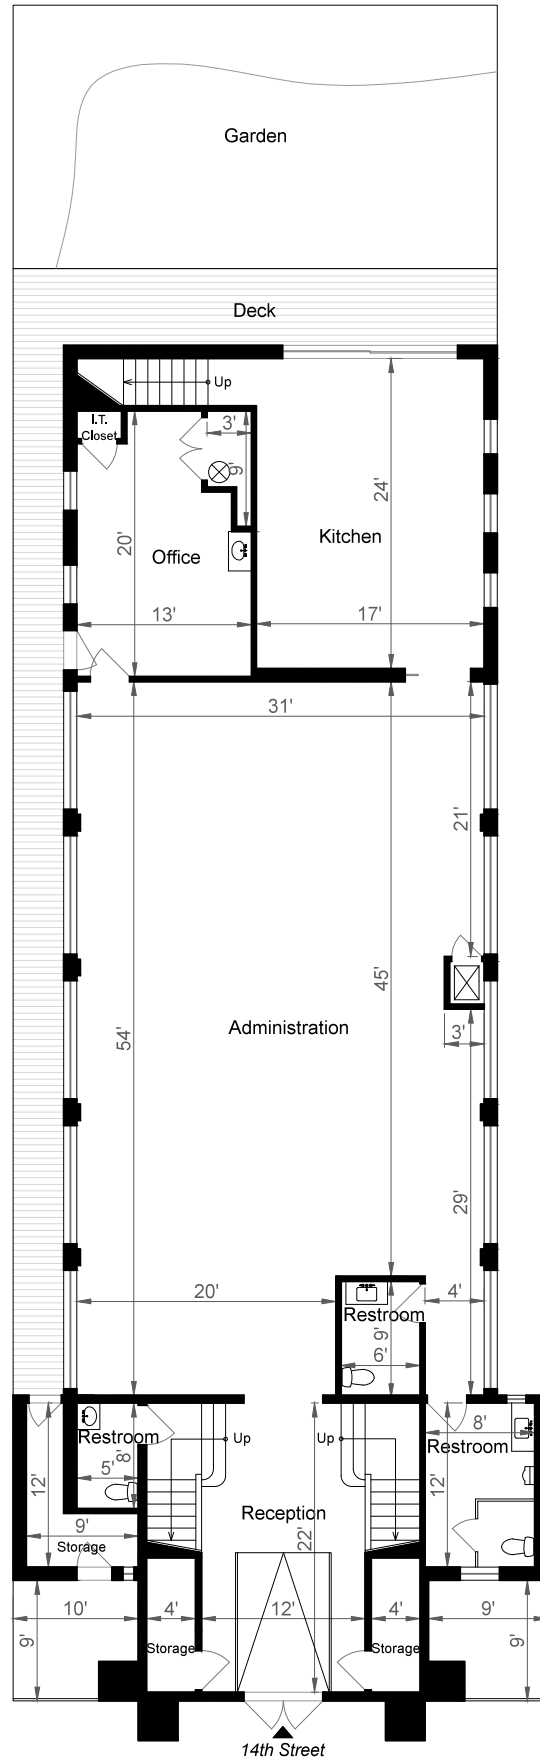 Garden
Deck
Up
I.T.
Closet
3'
9'
24'
20'
Office
Kitchen
13'
17'
31'
21'
54'
45'
Administration
3'
29'
20'
4'
Restroom
9'
6'
Restroom
8'
5'
Up
Up
8'
Restroom
12'
12'
9'
Storage
Reception
22'
10'
4'
12'
4'
9'
9'
Storage
Storage
9'
14th Street